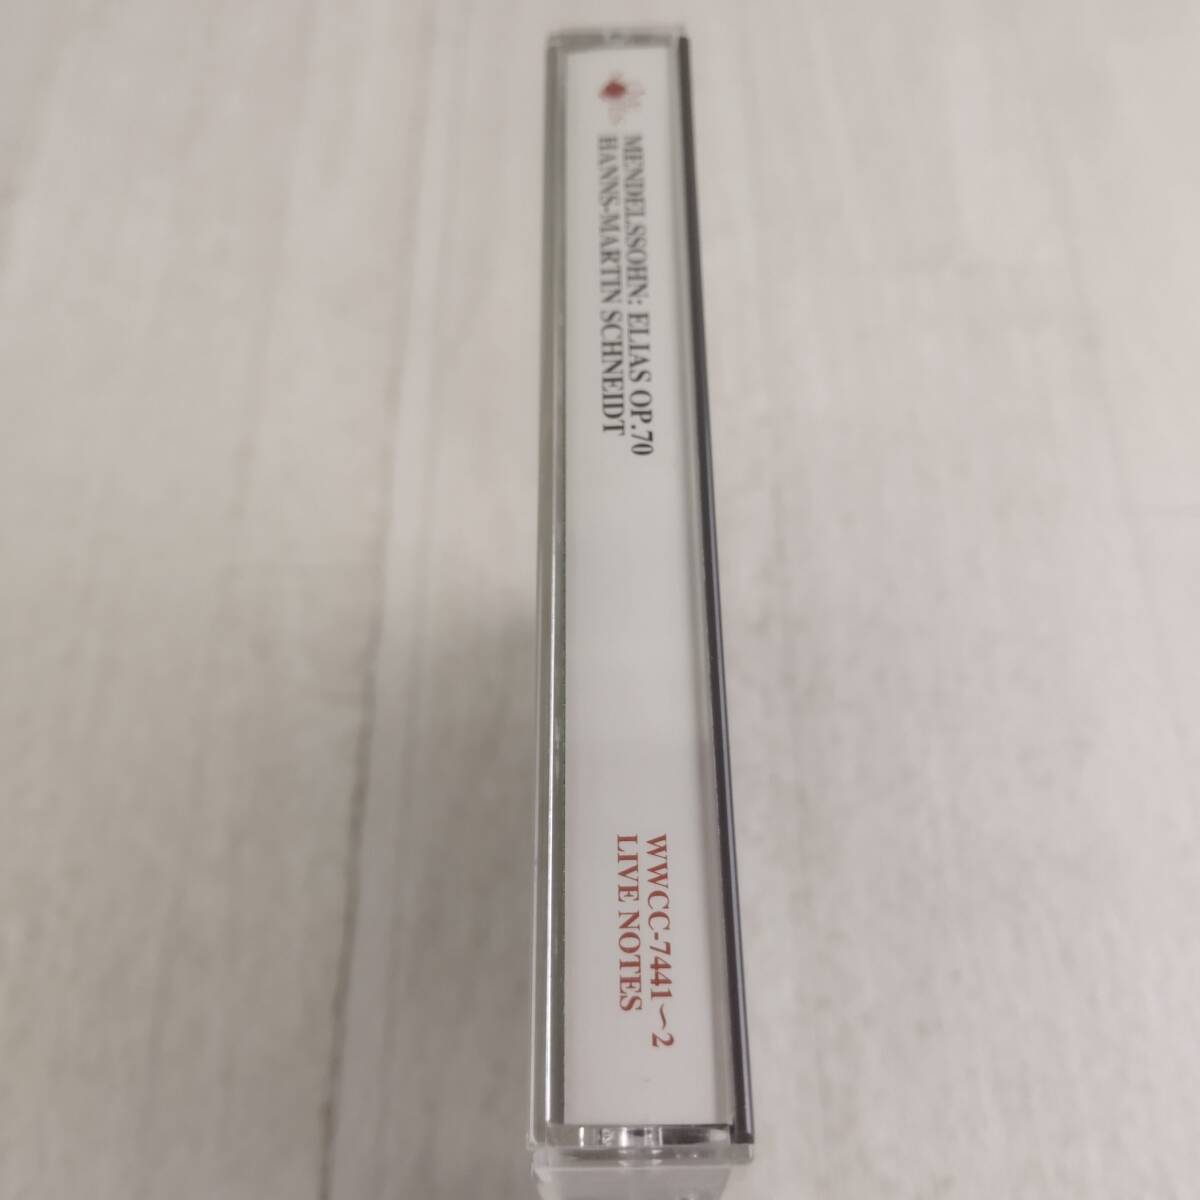 MENDELSSOHN: ELIAS OP.70
HANNS-MARTIN SCHNEIDT
WWCC-7441~2
LIVE NOTES